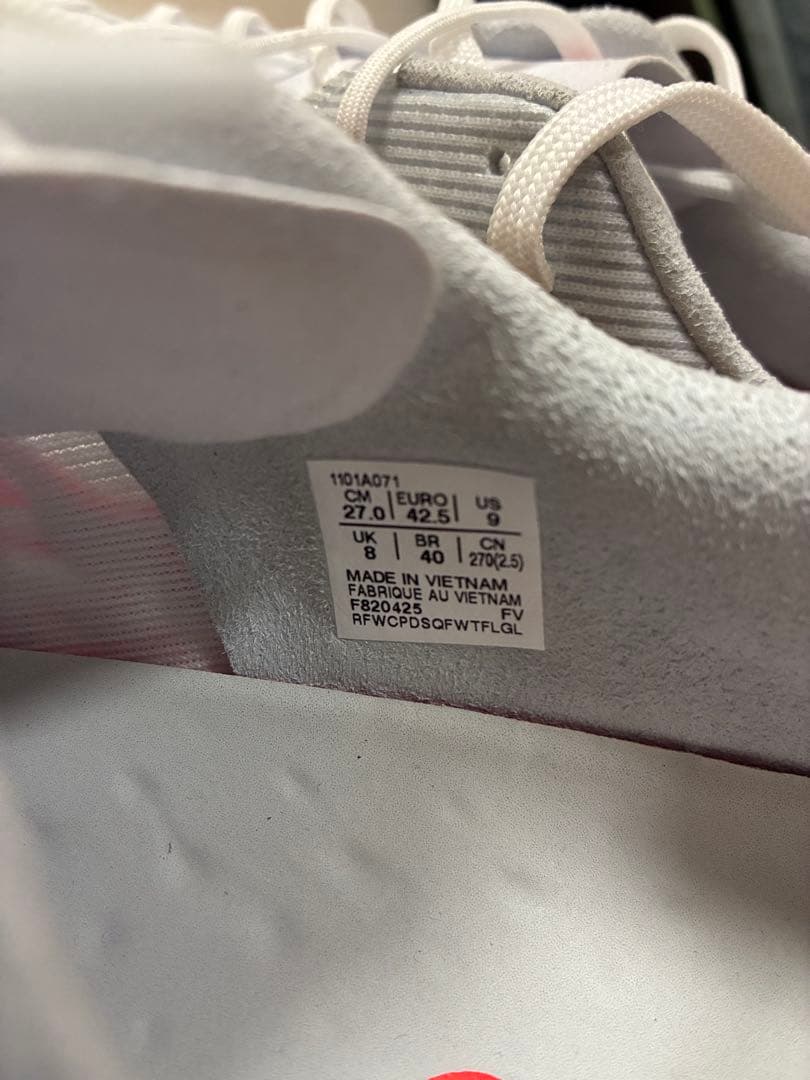 1101A071
CM | EURO | US
27.0 | 42.5 | 9
UK | BR | CN
8 | 40 | 270(2.5)
MADE IN VIETNAM
FABRIQUE AU VIETNAM
F820425 FV
RFWCPDSQFWTFLGL